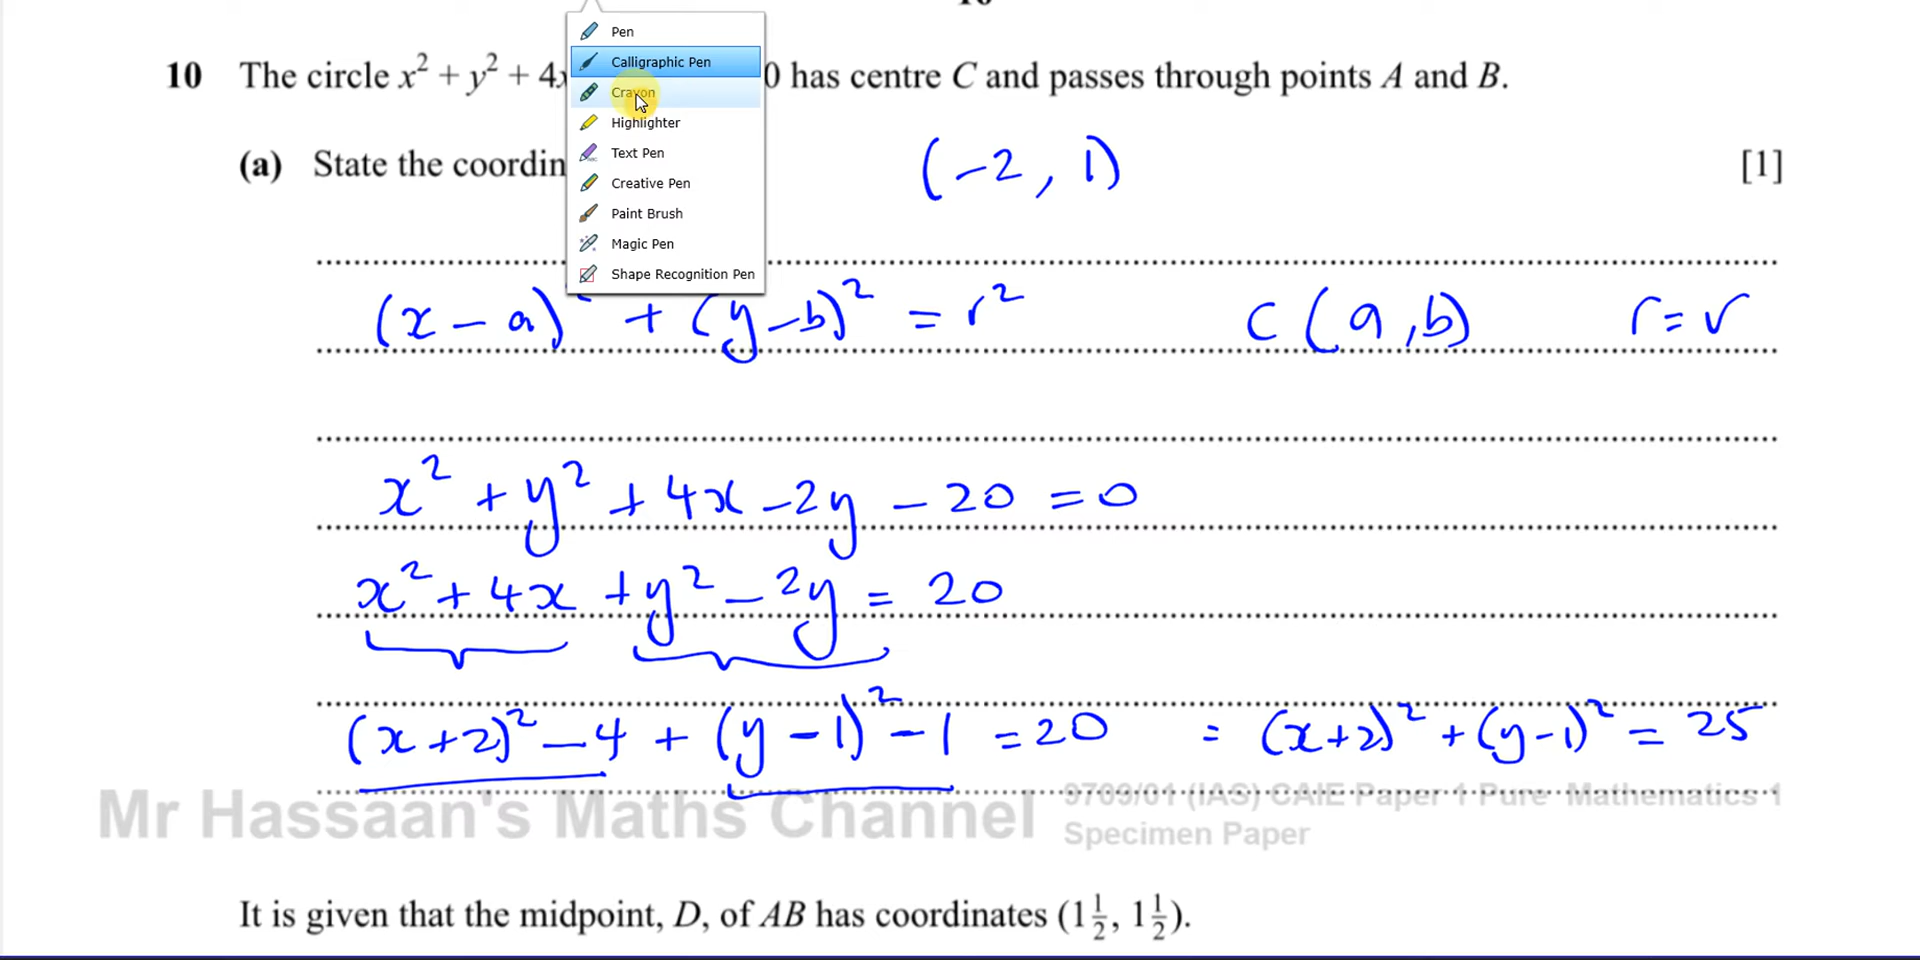 10 The circle x² + y² + 4x 0 has centre C and passes through points A and B.
Pen
Calligraphic Pen
Crayon
Highlighter
Text Pen
Creative Pen
Paint Brush
Magic Pen
Shape Recognition Pen
(a) State the coordin (-2, 1) [1]
(x - a)² + (y - b)² = r² C (a, b) r = r
x² + y² + 4x - 2y - 20 = 0
x² + 4x + y² - 2y = 20
(x + 2)² - 4 + (y - 1)² - 1 = 20 = (x + 2)² + (y - 1)² = 25
Mr Hassaan's Maths Channel
9709/01 (IAS) CAIE Paper 1 Pure Mathematics 1
Specimen Paper
It is given that the midpoint, D, of AB has coordinates (1½, 1½).